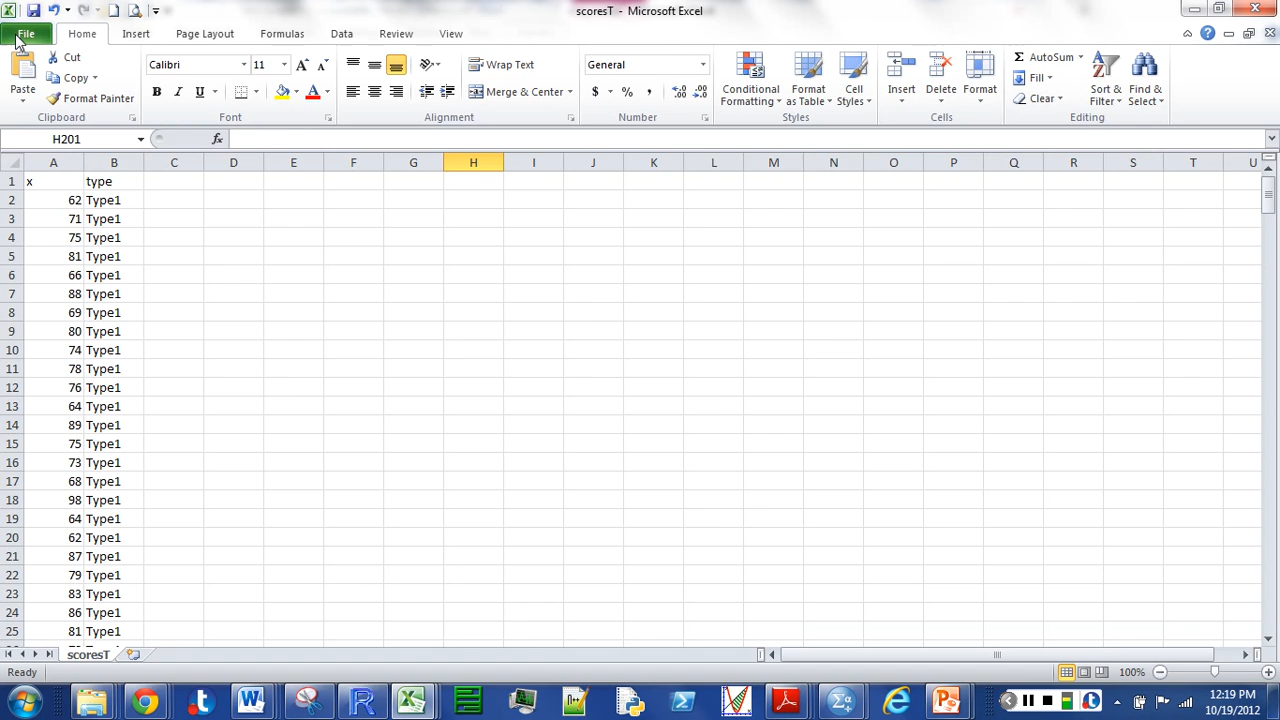 scoresT - Microsoft Excel
File Home Insert Page Layout Formulas Data Review View
Paste Cut Copy Format Painter Clipboard
Calibri 11 B I U A A A Font
Wrap Text Merge & Center Alignment
General $ % , .0 .00 .00 .0 Number
Conditional Formatting Format as Table Cell Styles Styles
Insert Delete Format Cells
Σ AutoSum Fill Clear Sort & Filter Find & Select Editing
H201 fx
A B C D E F G H I J K L M N O P Q R S T U
1 x type
2 62 Type1
3 71 Type1
4 75 Type1
5 81 Type1
6 66 Type1
7 88 Type1
8 69 Type1
9 80 Type1
10 74 Type1
11 78 Type1
12 76 Type1
13 64 Type1
14 89 Type1
15 75 Type1
16 73 Type1
17 68 Type1
18 98 Type1
19 64 Type1
20 62 Type1
21 87 Type1
22 79 Type1
23 83 Type1
24 86 Type1
25 81 Type1
scoresT
Ready 100%
12:19 PM
10/19/2012